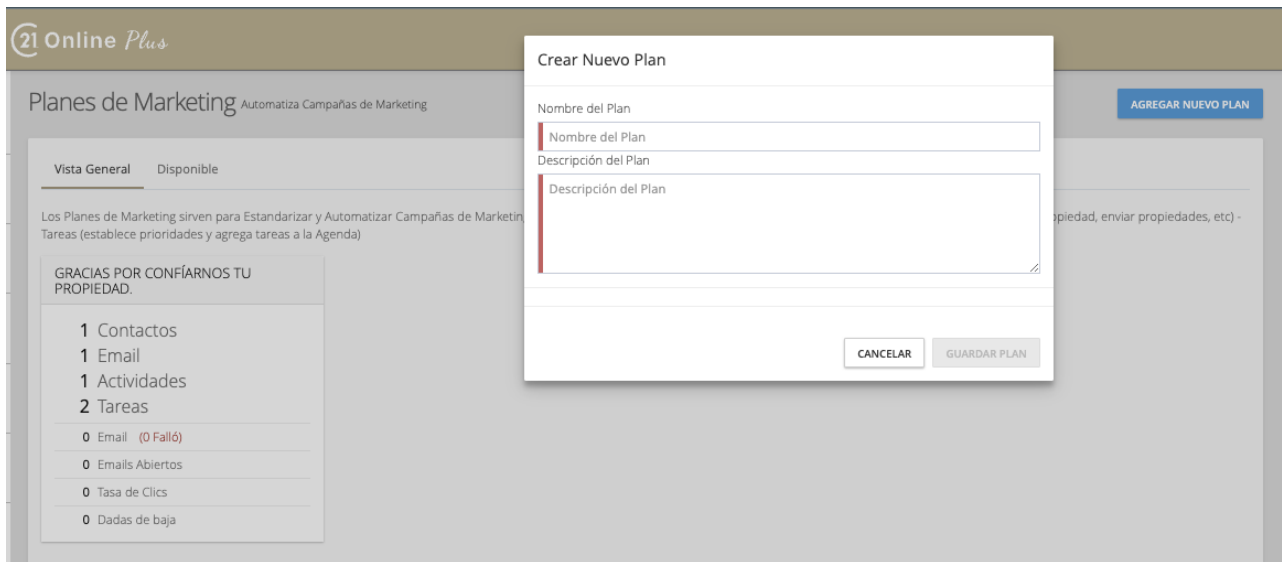 21 Online Plus
Planes de Marketing Automatiza Campañas de Marketing
AGREGAR NUEVO PLAN
Vista General Disponible
Los Planes de Marketing sirven para Estandarizar y Automatizar Campañas de Marketin
opiedad, enviar propiedades, etc) -
Tareas (establece prioridades y agrega tareas a la Agenda)
GRACIAS POR CONFÍARNOS TU
PROPIEDAD.
1 Contactos
1 Email
1 Actividades
2 Tareas
0 Email (0 Falló)
0 Emails Abiertos
0 Tasa de Clics
0 Dadas de baja
Crear Nuevo Plan
Nombre del Plan
Nombre del Plan
Descripción del Plan
Descripción del Plan
CANCELAR GUARDAR PLAN